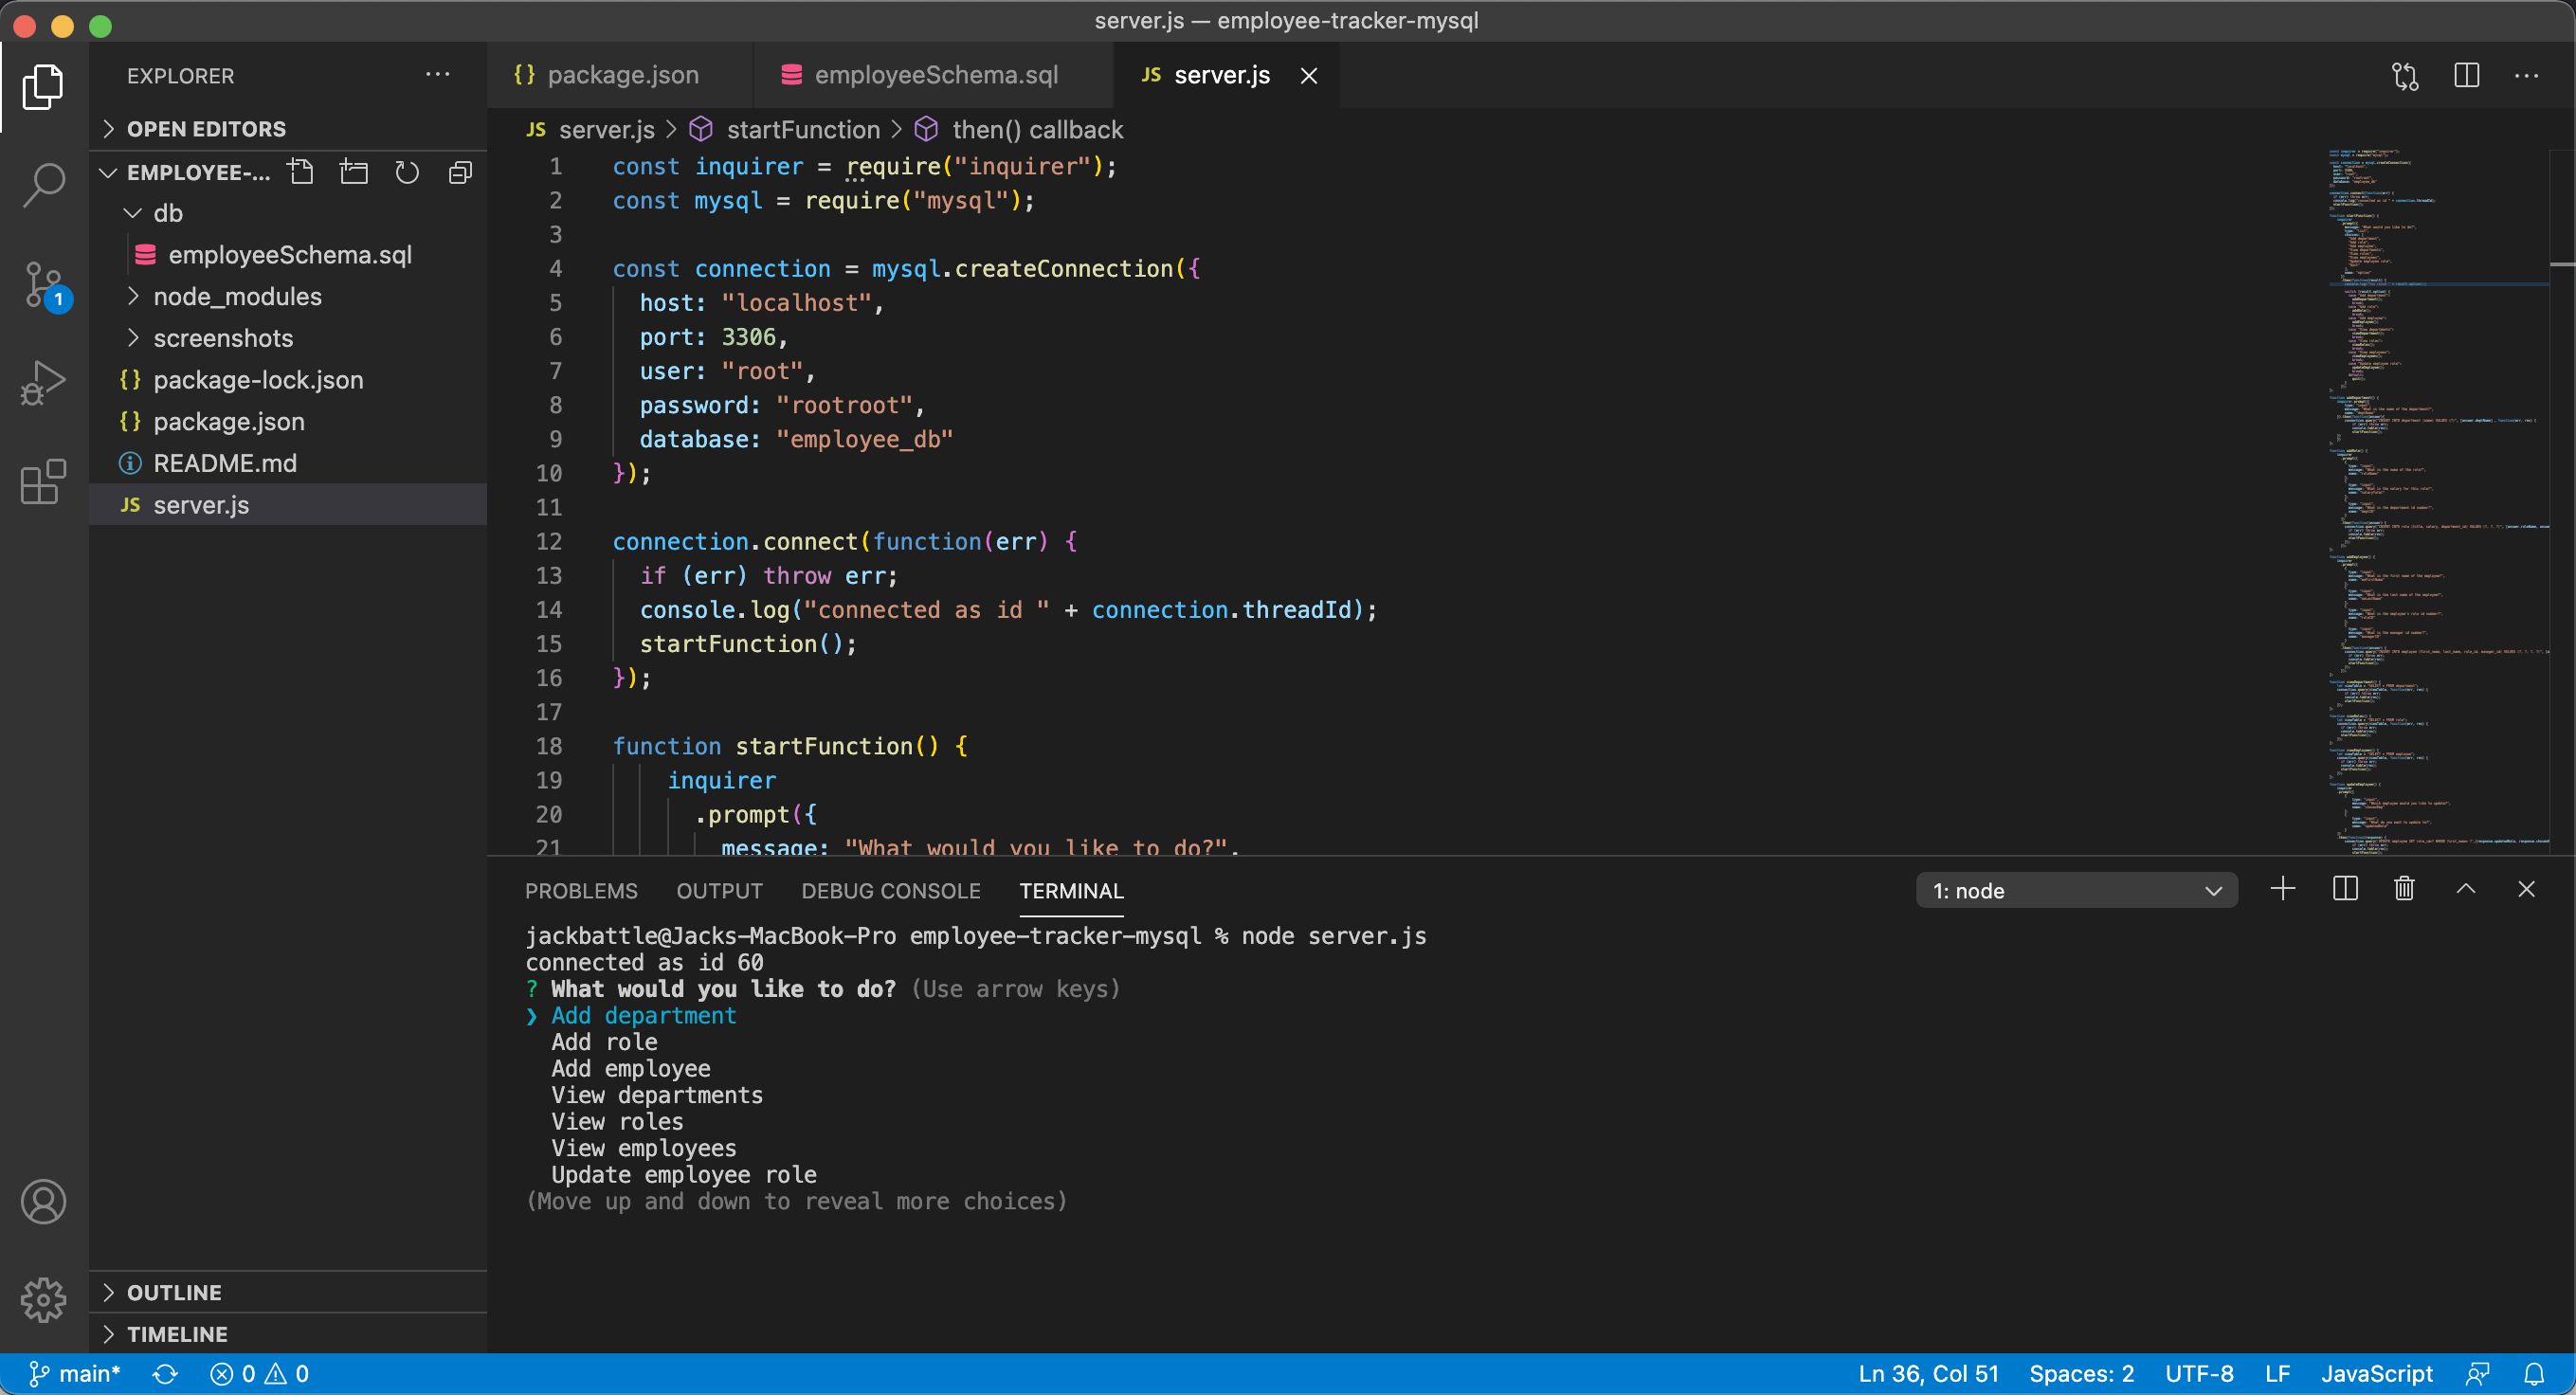 server.js — employee-tracker-mysql
EXPLORER
OPEN EDITORS
EMPLOYEE-...
db
employeeSchema.sql
node_modules
screenshots
package-lock.json
package.json
README.md
JS server.js
OUTLINE
TIMELINE
1
{} package.json
employeeSchema.sql
JS server.js
JS server.js > startFunction > then() callback
1 const inquirer = require("inquirer");
2 const mysql = require("mysql");
3
4 const connection = mysql.createConnection({
5 host: "localhost",
6 port: 3306,
7 user: "root",
8 password: "rootroot",
9 database: "employee_db"
10 });
11
12 connection.connect(function(err) {
13 if (err) throw err;
14 console.log("connected as id " + connection.threadId);
15 startFunction();
16 });
17
18 function startFunction() {
19 inquirer
20 .prompt({
21 message: "What would you like to do?",
PROBLEMS OUTPUT DEBUG CONSOLE TERMINAL
1: node
jackbattle@Jacks-MacBook-Pro employee-tracker-mysql % node server.js
connected as id 60
? What would you like to do? (Use arrow keys)
❯ Add department
Add role
Add employee
View departments
View roles
View employees
Update employee role
(Move up and down to reveal more choices)
main* 0 0 Ln 36, Col 51 Spaces: 2 UTF-8 LF JavaScript